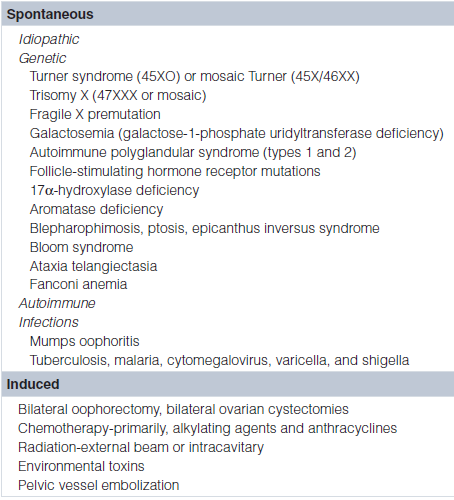 Spontaneous
Idiopathic
Genetic
Turner syndrome (45XO) or mosaic Turner (45X/46XX)
Trisomy X (47XXX or mosaic)
Fragile X premutation
Galactosemia (galactose-1-phosphate uridyltransferase deficiency)
Autoimmune polyglandular syndrome (types 1 and 2)
Follicle-stimulating hormone receptor mutations
17α-hydroxylase deficiency
Aromatase deficiency
Blepharophimosis, ptosis, epicanthus inversus syndrome
Bloom syndrome
Ataxia telangiectasia
Fanconi anemia
Autoimmune
Infections
Mumps oophoritis
Tuberculosis, malaria, cytomegalovirus, varicella, and shigella
Induced
Bilateral oophorectomy, bilateral ovarian cystectomies
Chemotherapy-primarily, alkylating agents and anthracyclines
Radiation-external beam or intracavitary
Environmental toxins
Pelvic vessel embolization